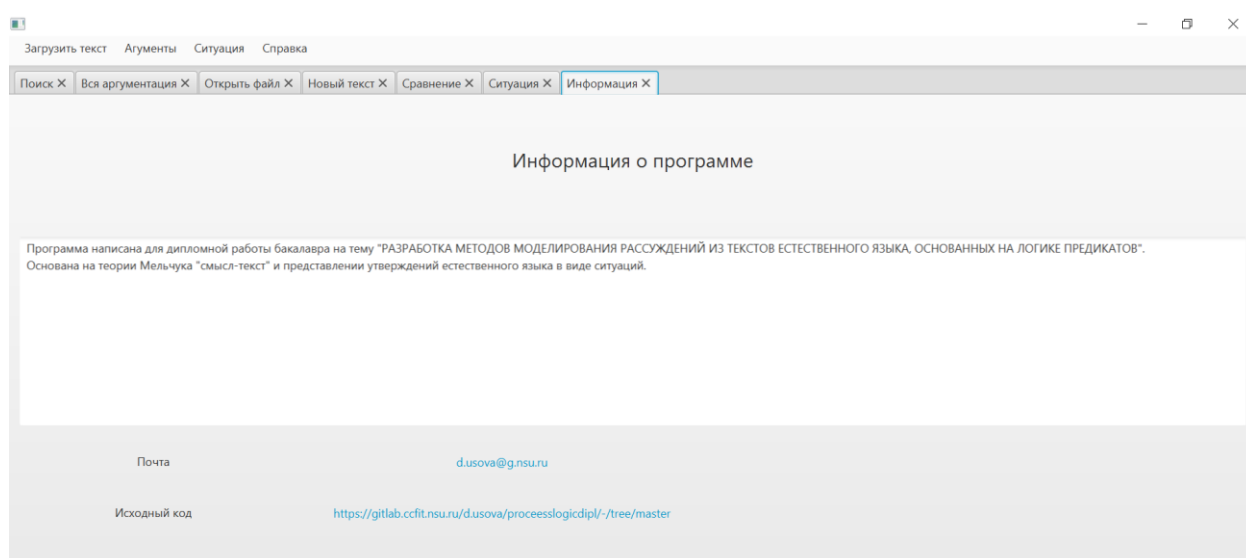 Загрузить текст Агументы Ситуация Справка
Поиск X Вся аргументация X Открыть файл X Новый текст X Сравнение X Ситуация X Информация X
Информация о программе
Программа написана для дипломной работы бакалавра на тему "РАЗРАБОТКА МЕТОДОВ МОДЕЛИРОВАНИЯ РАССУЖДЕНИЙ ИЗ ТЕКСТОВ ЕСТЕСТВЕННОГО ЯЗЫКА, ОСНОВАННЫХ НА ЛОГИКЕ ПРЕДИКАТОВ".
Основана на теории Мельчука "смысл-текст" и представлении утверждений естественного языка в виде ситуаций.
Почта d.usova@g.nsu.ru
Исходный код https://gitlab.ccfit.nsu.ru/d.usova/proceesslogicdipl/-/tree/master